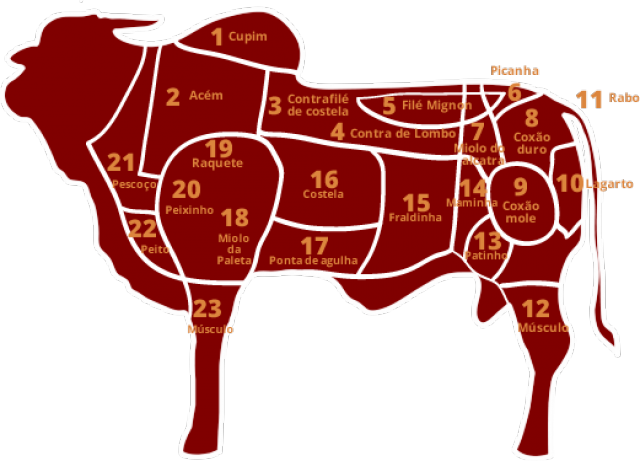 1 Cupim
2 Acém
3 Contrafilé
de costela
4 Contra de Lombo
5 Filé Mignon
Picanha
6
7
Miolo de
alcatra
8
Coxão
duro
9
Coxão
mole
10 Lagarto
11 Rabo
12
Músculo
13
Patinho
14
Maminha
15
Fraldinha
16
Costela
17
Ponta de agulha
18
Miolo
da
Paleta
19
Raquete
20
Peixinho
21
Pescoço
22
Peito
23
Músculo